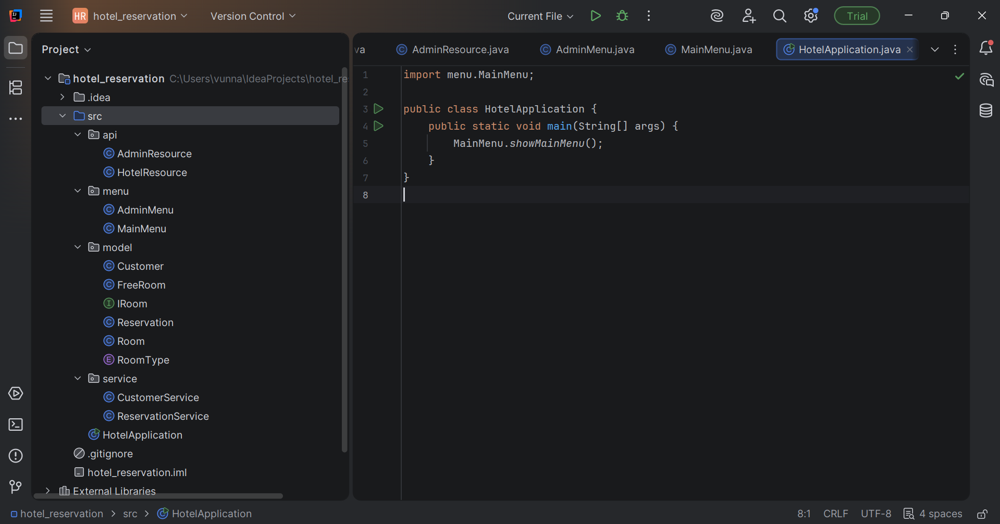 HR hotel_reservation Version Control Current File Trial
Project
va AdminResource.java AdminMenu.java MainMenu.java HotelApplication.java
hotel_reservation C:\Users\vunna\IdeaProjects\hotel_re
.idea
src
api
AdminResource
HotelResource
menu
AdminMenu
MainMenu
model
Customer
FreeRoom
IRoom
Reservation
Room
RoomType
service
CustomerService
ReservationService
HotelApplication
.gitignore
hotel_reservation.iml
External Libraries
1 import menu.MainMenu;
2
3 public class HotelApplication {
4     public static void main(String[] args) {
5         MainMenu.showMainMenu();
6     }
7 }
8
hotel_reservation > src > HotelApplication 8:1 CRLF UTF-8 4 spaces